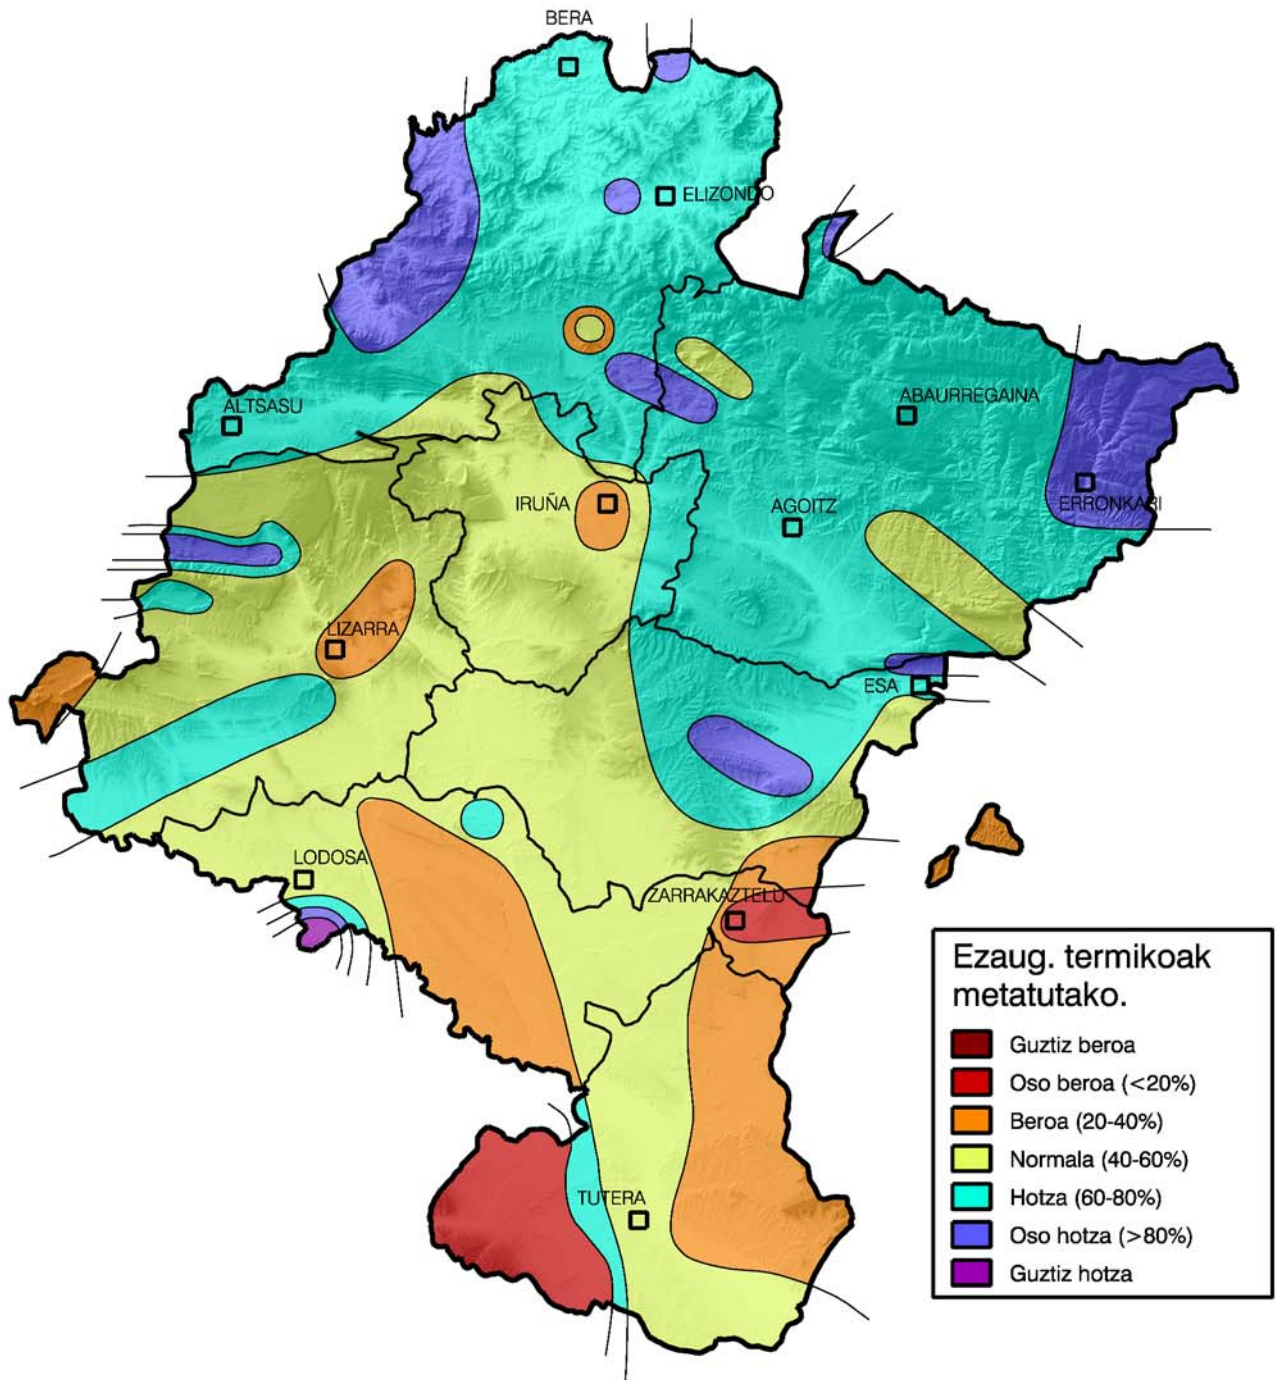 BERA
ELIZONDO
ALTSASU
ABAURREGAINA
IRUÑA
AGOITZ
ERRONKARI
LIZARRA
ESA
LODOSA
ZARRAKAZTELU
TUTERA
Ezaug. termikoak
metatutako.
Guztiz beroa
Oso beroa (<20%)
Beroa (20-40%)
Normala (40-60%)
Hotza (60-80%)
Oso hotza (>80%)
Guztiz hotza